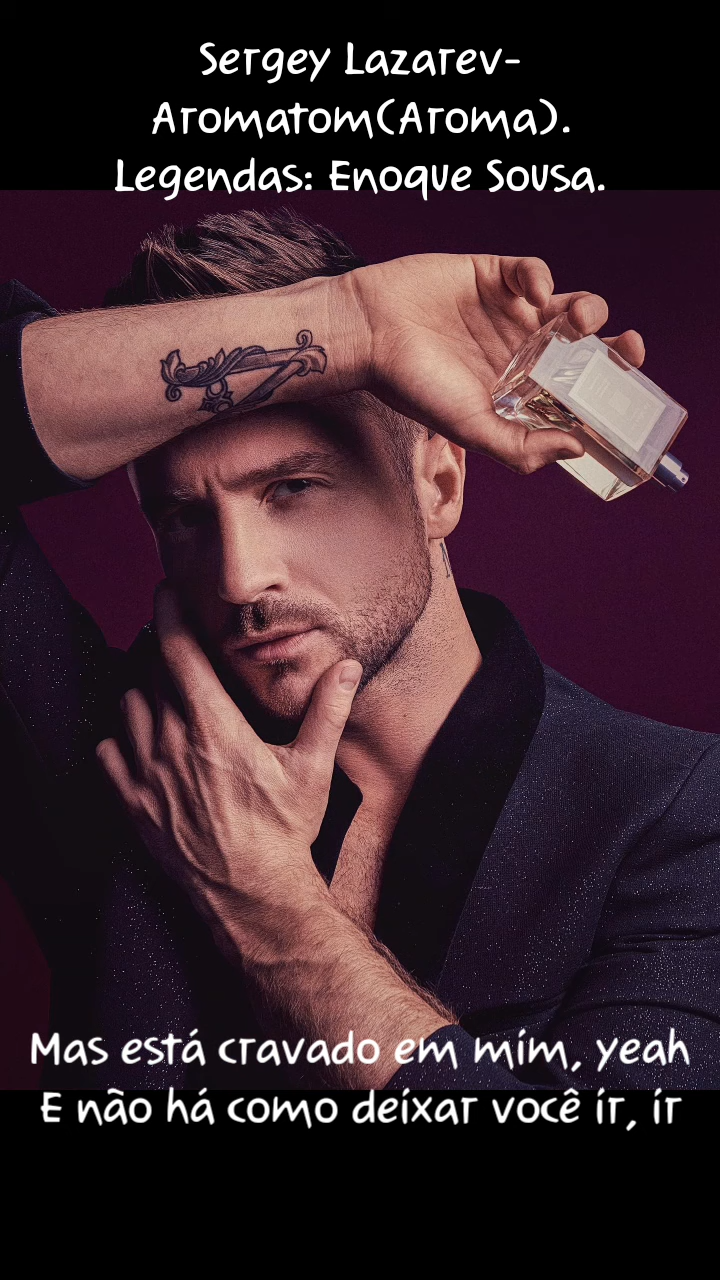 Sergey Lazarev-
Aromatom(Aroma).
Legendas: Enoque Sousa.
Mas está cravado em mim, yeah
E não há como deixar você ir, ir